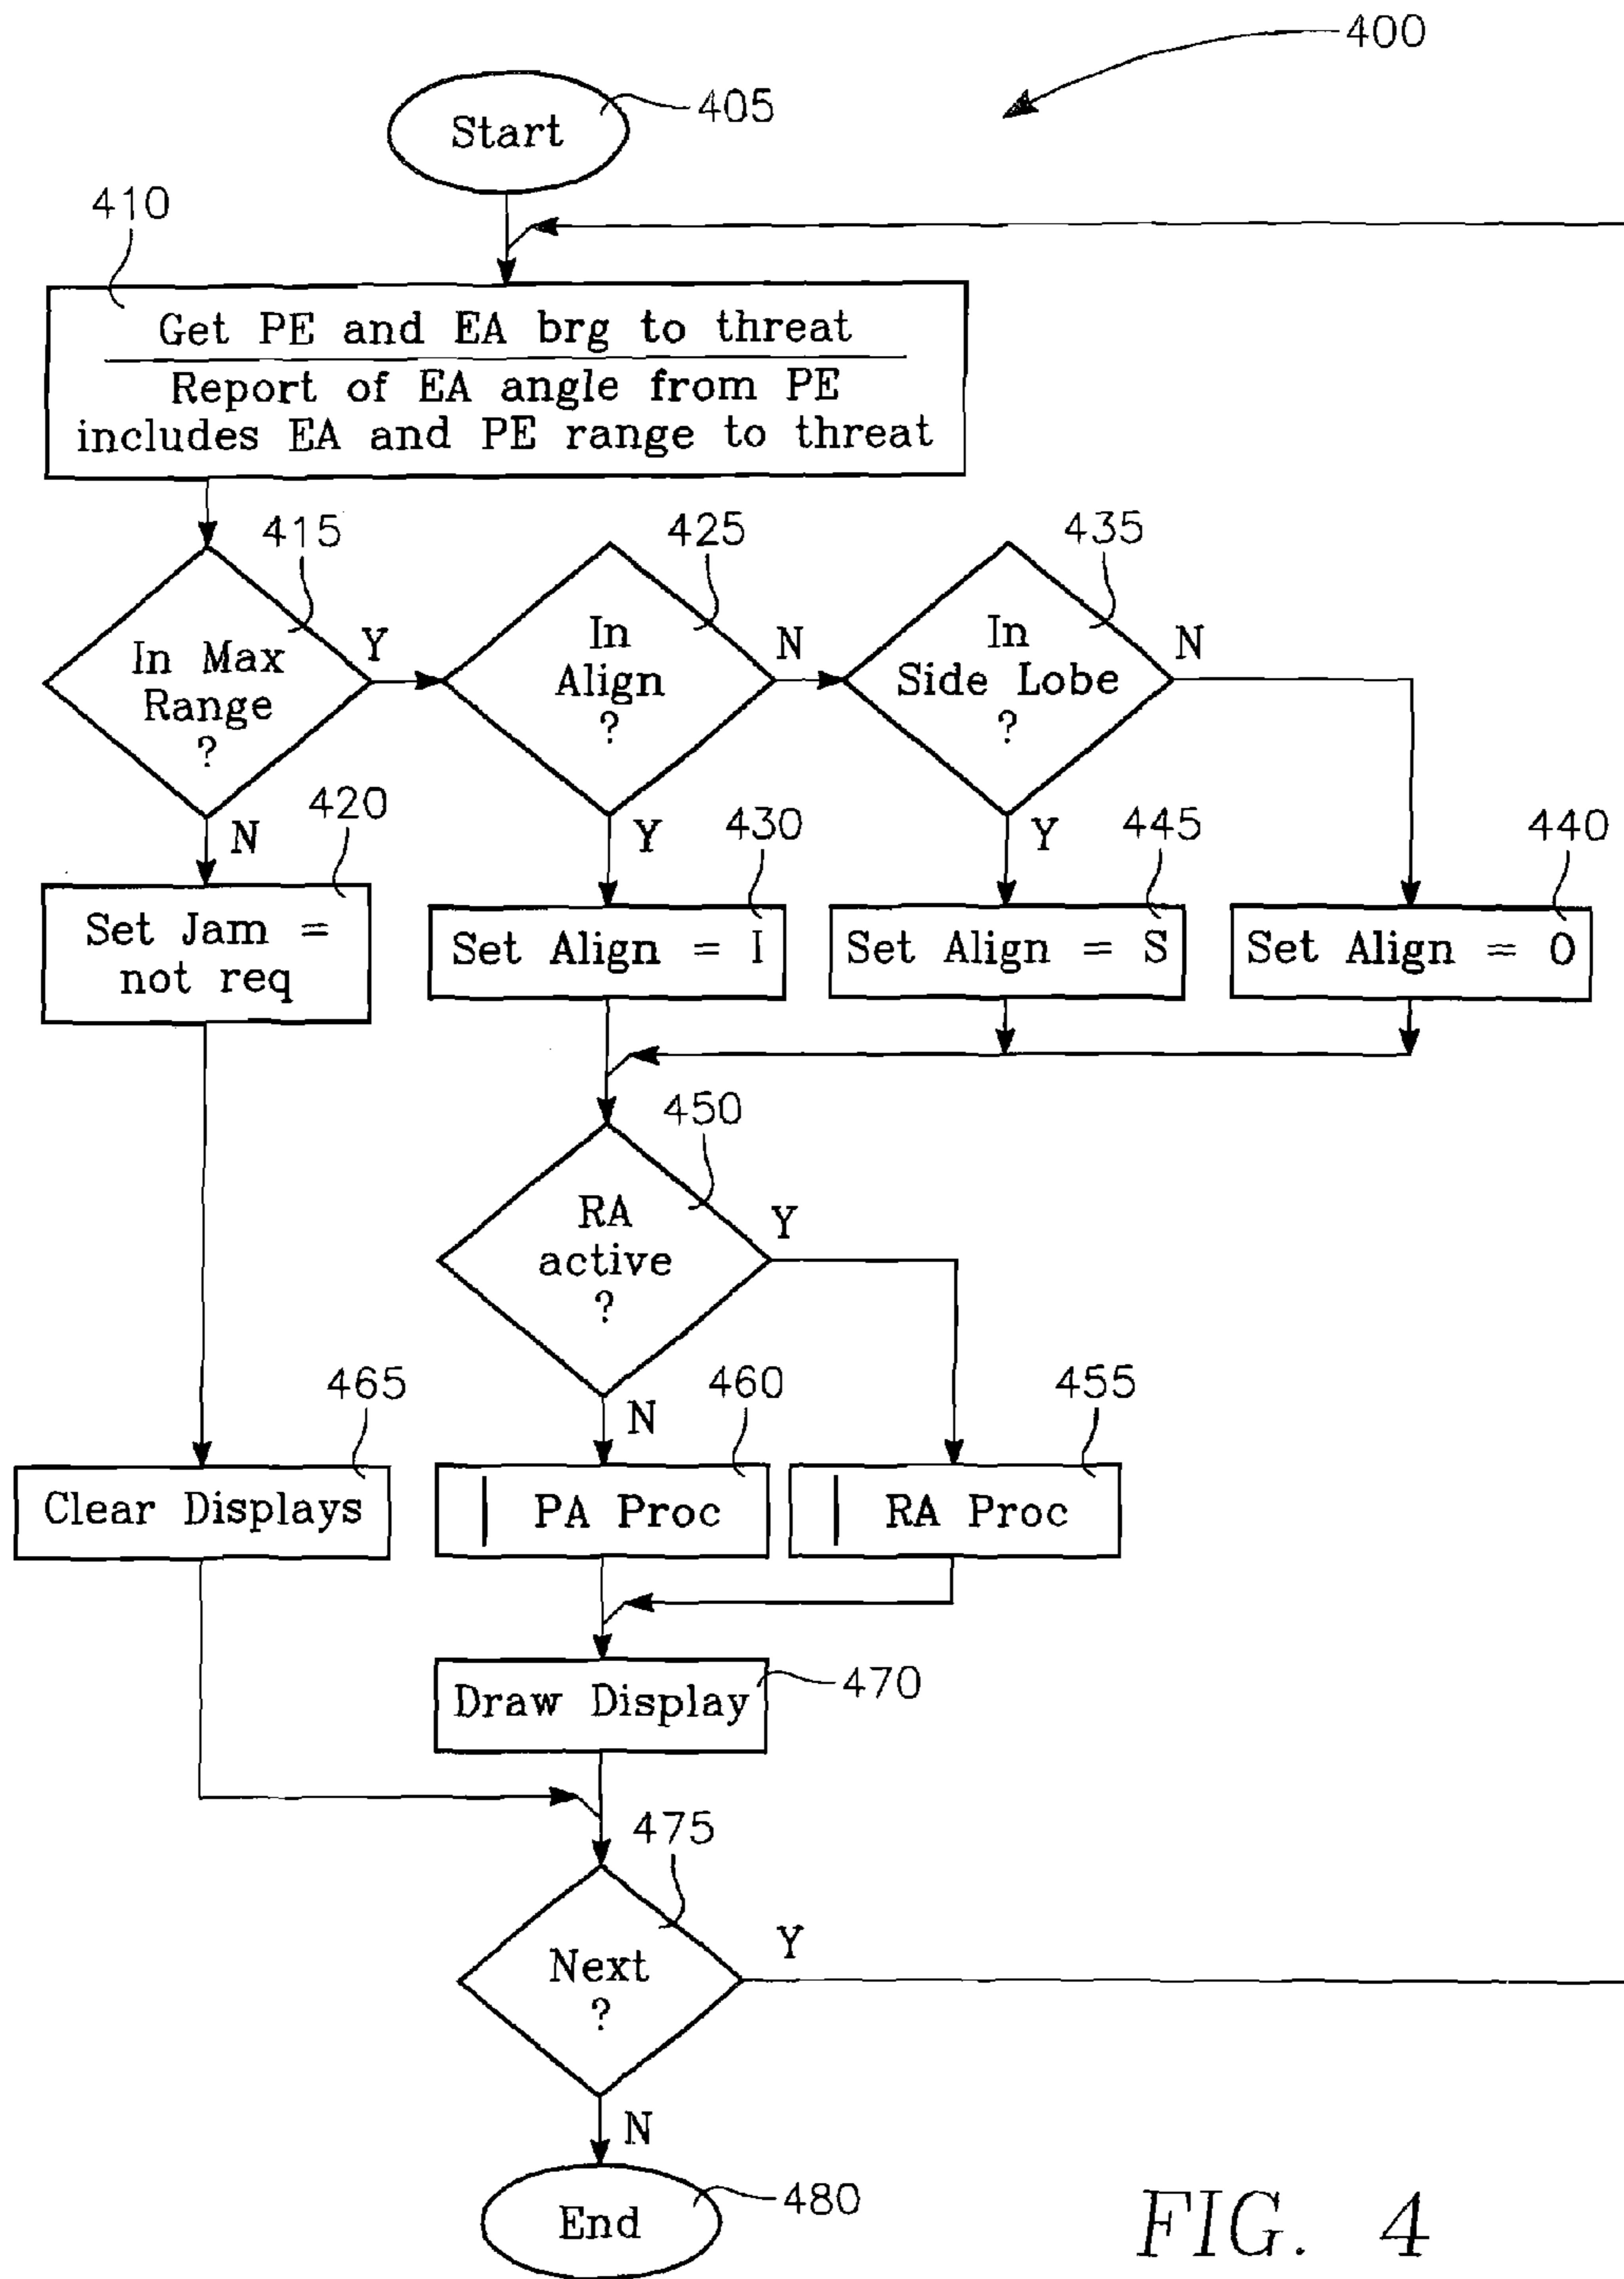 400
Start
405
410
Get PE and EA brg to threat
Report of EA angle from PE
includes EA and PE range to threat
415
425
435
In Max
Range
?
Y
In
Align
?
N
In
Side Lobe
?
N
N
420
Y
430
Y
445
440
Set Jam =
not req
Set Align = I
Set Align = S
Set Align = O
450
RA
active
?
Y
N
465
460
455
Clear Displays
PA Proc
RA Proc
Draw Display
470
475
Next
?
Y
N
End
480
FIG. 4